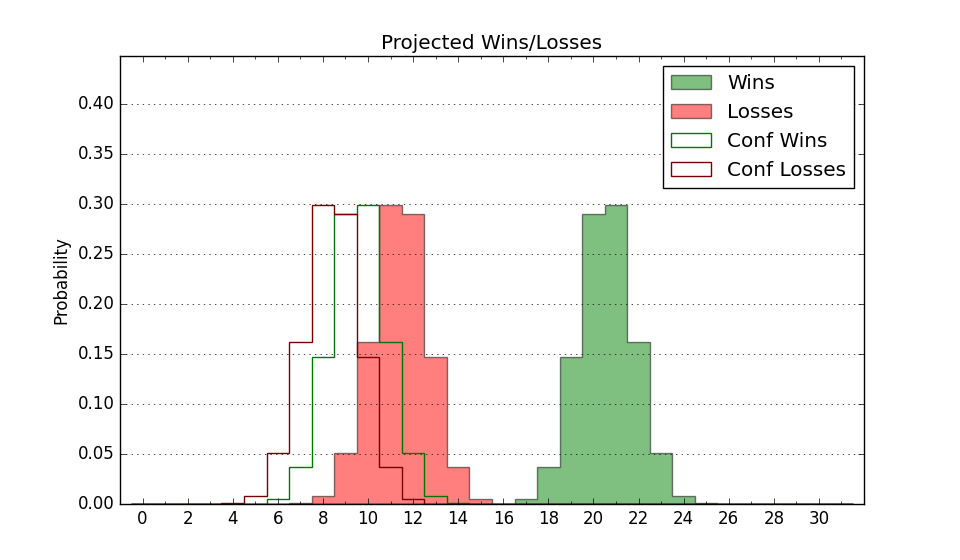 Projected Wins/Losses
Wins
Losses
Conf Wins
Conf Losses
Probability
0.40
0.35
0.30
0.25
0.20
0.15
0.10
0.05
0.00
0 2 4 6 8 10 12 14 16 18 20 22 24 26 28 30